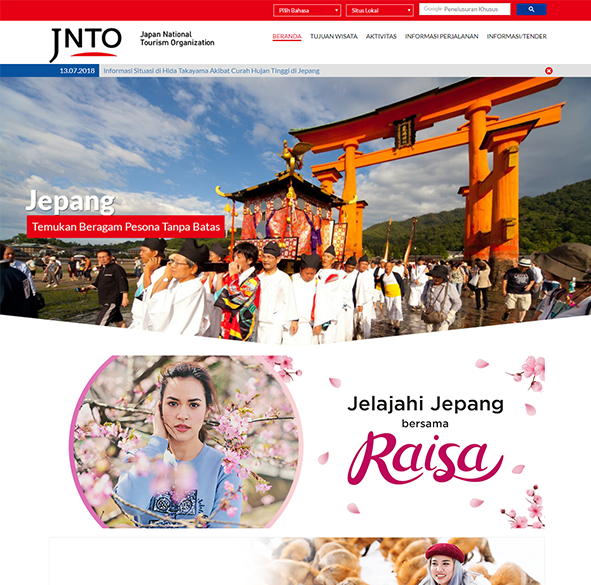 Pilih Bahasa
Situs Lokal
Google Penelusuran Khusus
JNTO
Japan National
Tourism Organization
BERANDA TUJUAN WISATA AKTIVITAS INFORMASI PERJALANAN INFORMASI/TENDER
13.07.2018 Informasi Situasi di Hida Takayama Akibat Curah Hujan Tinggi di Jepang
Jepang
Temukan Beragam Pesona Tanpa Batas
Jelajahi Jepang
bersama
Raisa